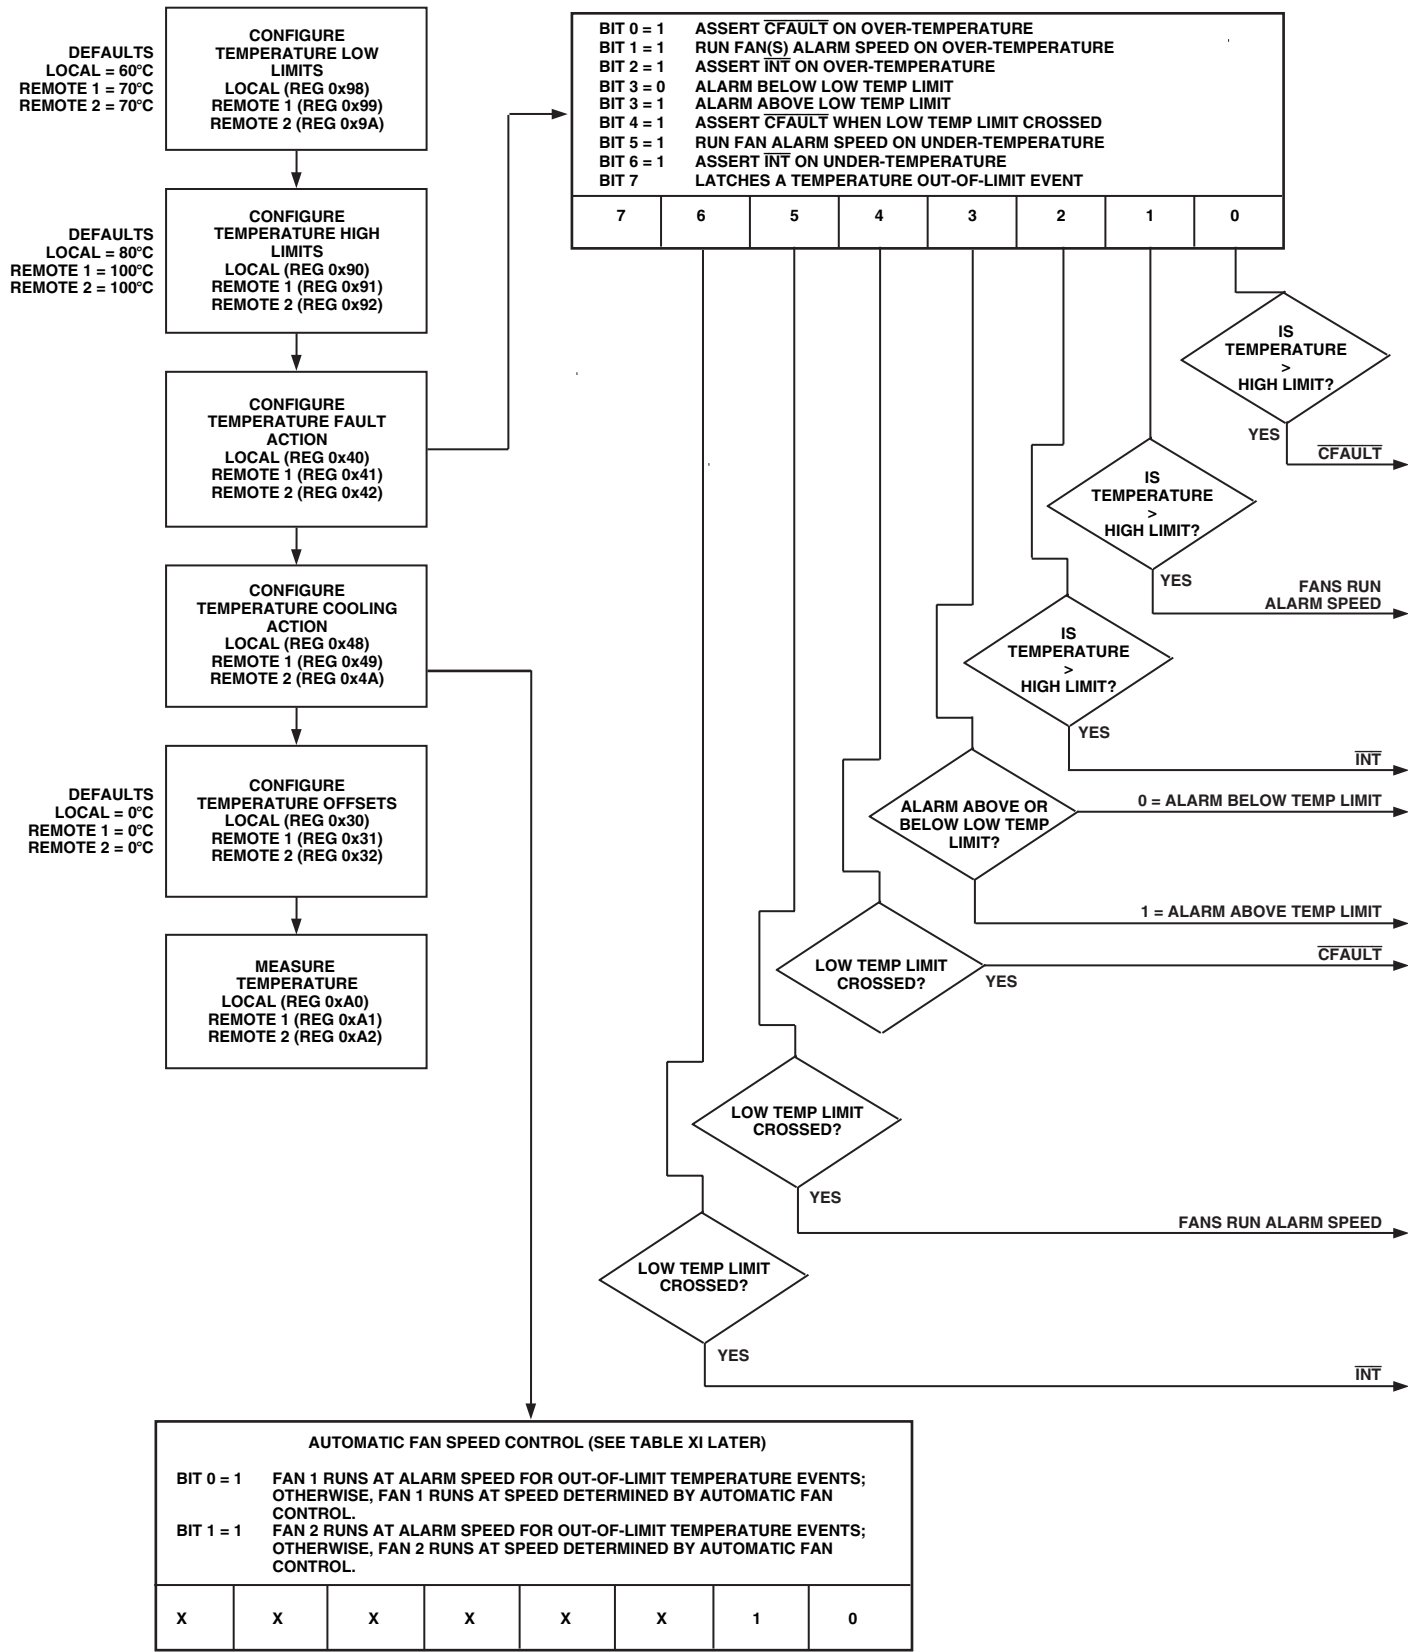 DEFAULTS
LOCAL = 60°C
REMOTE 1 = 70°C
REMOTE 2 = 70°C
CONFIGURE
TEMPERATURE LOW
LIMITS
LOCAL (REG 0x98)
REMOTE 1 (REG 0x99)
REMOTE 2 (REG 0x9A)
DEFAULTS
LOCAL = 80°C
REMOTE 1 = 100°C
REMOTE 2 = 100°C
CONFIGURE
TEMPERATURE HIGH
LIMITS
LOCAL (REG 0x90)
REMOTE 1 (REG 0x91)
REMOTE 2 (REG 0x92)
CONFIGURE
TEMPERATURE FAULT
ACTION
LOCAL (REG 0x40)
REMOTE 1 (REG 0x41)
REMOTE 2 (REG 0x42)
CONFIGURE
TEMPERATURE COOLING
ACTION
LOCAL (REG 0x48)
REMOTE 1 (REG 0x49)
REMOTE 2 (REG 0x4A)
DEFAULTS
LOCAL = 0°C
REMOTE 1 = 0°C
REMOTE 2 = 0°C
CONFIGURE
TEMPERATURE OFFSETS
LOCAL (REG 0x30)
REMOTE 1 (REG 0x31)
REMOTE 2 (REG 0x32)
MEASURE
TEMPERATURE
LOCAL (REG 0xA0)
REMOTE 1 (REG 0xA1)
REMOTE 2 (REG 0xA2)
BIT 0 = 1 ASSERT CFAULT ON OVER-TEMPERATURE
BIT 1 = 1 RUN FAN(S) ALARM SPEED ON OVER-TEMPERATURE
BIT 2 = 1 ASSERT INT ON OVER-TEMPERATURE
BIT 3 = 0 ALARM BELOW LOW TEMP LIMIT
BIT 3 = 1 ALARM ABOVE LOW TEMP LIMIT
BIT 4 = 1 ASSERT CFAULT WHEN LOW TEMP LIMIT CROSSED
BIT 5 = 1 RUN FAN ALARM SPEED ON UNDER-TEMPERATURE
BIT 6 = 1 ASSERT INT ON UNDER-TEMPERATURE
BIT 7 LATCHES A TEMPERATURE OUT-OF-LIMIT EVENT
7 6 5 4 3 2 1 0
IS
TEMPERATURE
>
HIGH LIMIT?
YES
CFAULT
IS
TEMPERATURE
>
HIGH LIMIT?
YES
FANS RUN
ALARM SPEED
IS
TEMPERATURE
>
HIGH LIMIT?
YES
INT
ALARM ABOVE OR
BELOW LOW TEMP
LIMIT?
0 = ALARM BELOW TEMP LIMIT
1 = ALARM ABOVE TEMP LIMIT
LOW TEMP LIMIT
CROSSED?
YES
CFAULT
LOW TEMP LIMIT
CROSSED?
YES
FANS RUN ALARM SPEED
LOW TEMP LIMIT
CROSSED?
YES
INT
AUTOMATIC FAN SPEED CONTROL (SEE TABLE XI LATER)
BIT 0 = 1 FAN 1 RUNS AT ALARM SPEED FOR OUT-OF-LIMIT TEMPERATURE EVENTS;
OTHERWISE, FAN 1 RUNS AT SPEED DETERMINED BY AUTOMATIC FAN
CONTROL.
BIT 1 = 1 FAN 2 RUNS AT ALARM SPEED FOR OUT-OF-LIMIT TEMPERATURE EVENTS;
OTHERWISE, FAN 2 RUNS AT SPEED DETERMINED BY AUTOMATIC FAN
CONTROL.
X X X X X X 1 0